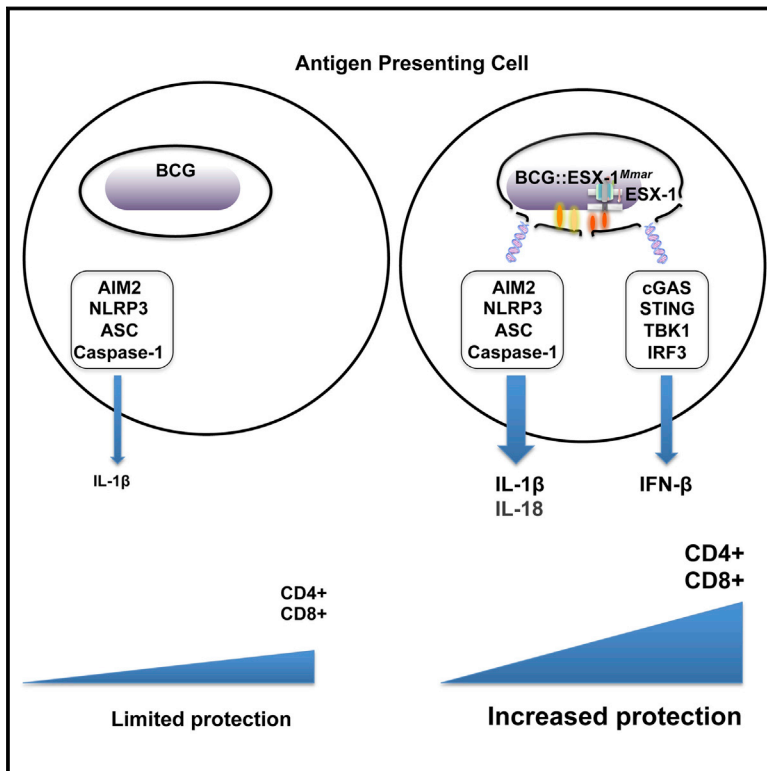 Antigen Presenting Cell
BCG
AIM2
NLRP3
ASC
Caspase-1
IL-1β
CD4+
CD8+
Limited protection
BCG::ESX-1Mmar
ESX-1
AIM2
NLRP3
ASC
Caspase-1
cGAS
STING
TBK1
IRF3
IL-1β
IL-18
IFN-β
CD4+
CD8+
Increased protection